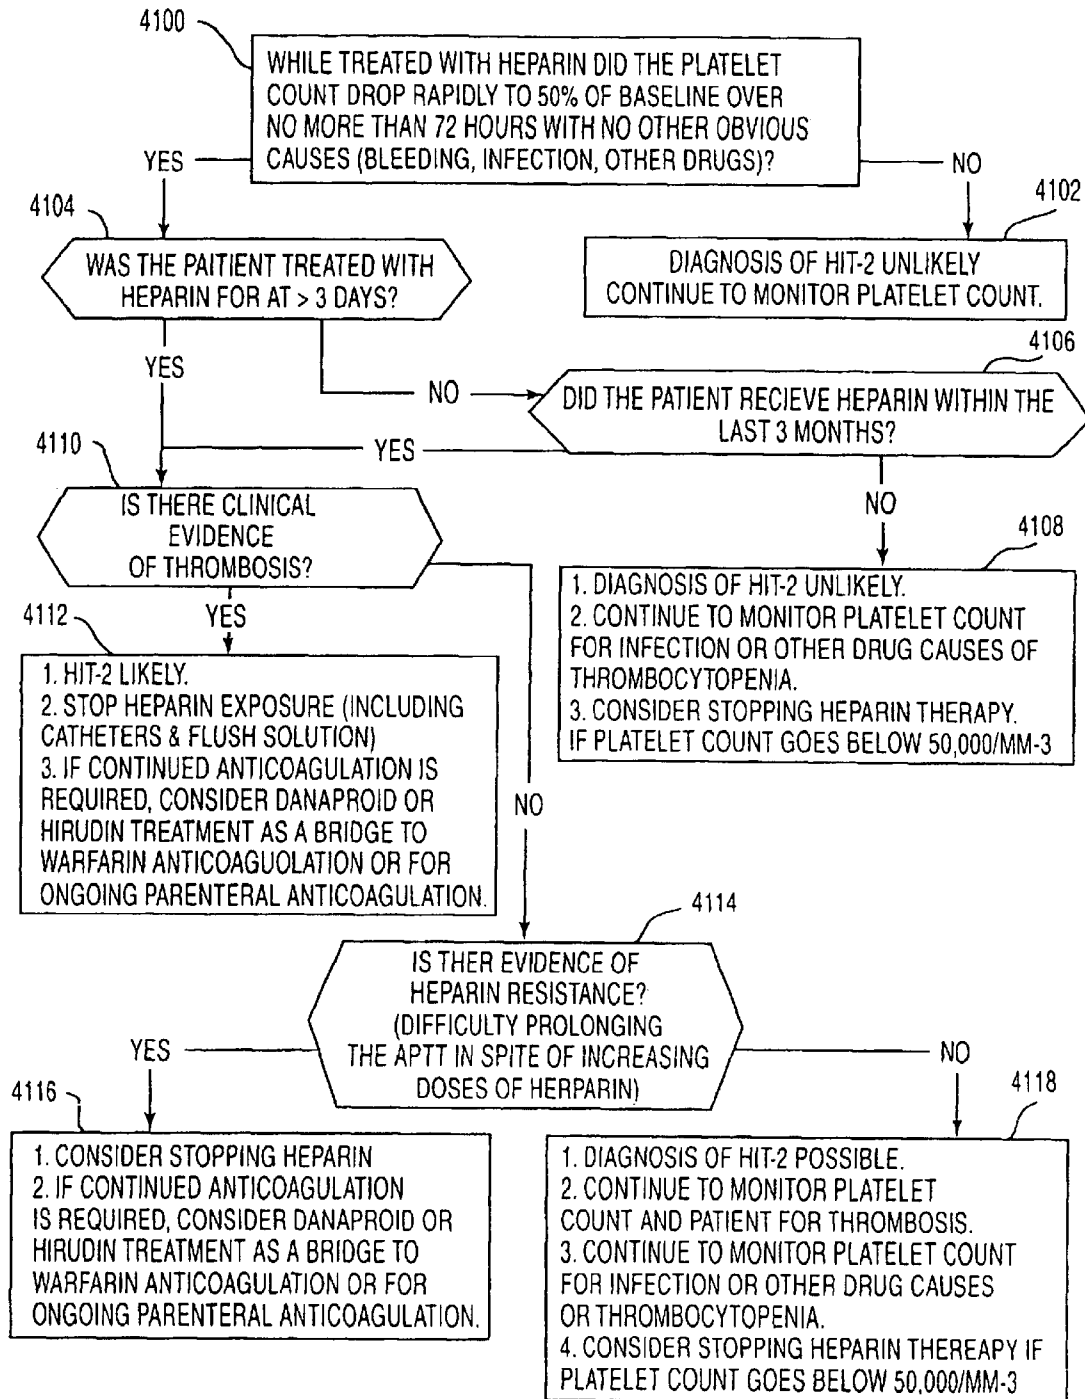 4100
WHILE TREATED WITH HEPARIN DID THE PLATELET
COUNT DROP RAPIDLY TO 50% OF BASELINE OVER
NO MORE THAN 72 HOURS WITH NO OTHER OBVIOUS
CAUSES (BLEEDING, INFECTION, OTHER DRUGS)?
YES
NO
4104
WAS THE PAITIENT TREATED WITH
HEPARIN FOR AT > 3 DAYS?
4102
DIAGNOSIS OF HIT-2 UNLIKELY
CONTINUE TO MONITOR PLATELET COUNT.
YES
NO
4106
DID THE PATIENT RECIEVE HEPARIN WITHIN THE
LAST 3 MONTHS?
YES
NO
4110
IS THERE CLINICAL
EVIDENCE
OF THROMBOSIS?
4108
1. DIAGNOSIS OF HIT-2 UNLIKELY.
2. CONTINUE TO MONITOR PLATELET COUNT
FOR INFECTION OR OTHER DRUG CAUSES OF
THROMBOCYTOPENIA.
3. CONSIDER STOPPING HEPARIN THERAPY.
IF PLATELET COUNT GOES BELOW 50,000/MM-3
YES
4112
1. HIT-2 LIKELY.
2. STOP HEPARIN EXPOSURE (INCLUDING
CATHETERS & FLUSH SOLUTION)
3. IF CONTINUED ANTICOAGULATION IS
REQUIRED, CONSIDER DANAPROID OR
HIRUDIN TREATMENT AS A BRIDGE TO
WARFARIN ANTICOAGUOLATION OR FOR
ONGOING PARENTERAL ANTICOAGULATION.
NO
4114
IS THER EVIDENCE OF
HEPARIN RESISTANCE?
(DIFFICULTY PROLONGING
THE APTT IN SPITE OF INCREASING
DOSES OF HERPARIN)
YES
NO
4116
1. CONSIDER STOPPING HEPARIN
2. IF CONTINUED ANTICOAGULATION
IS REQUIRED, CONSIDER DANAPROID OR
HIRUDIN TREATMENT AS A BRIDGE TO
WARFARIN ANTICOAGULATION OR FOR
ONGOING PARENTERAL ANTICOAGULATION.
4118
1. DIAGNOSIS OF HIT-2 POSSIBLE.
2. CONTINUE TO MONITOR PLATELET
COUNT AND PATIENT FOR THROMBOSIS.
3. CONTINUE TO MONITOR PLATELET COUNT
FOR INFECTION OR OTHER DRUG CAUSES
OR THROMBOCYTOPENIA.
4. CONSIDER STOPPING HEPARIN THEREAPY IF
PLATELET COUNT GOES BELOW 50,000/MM-3